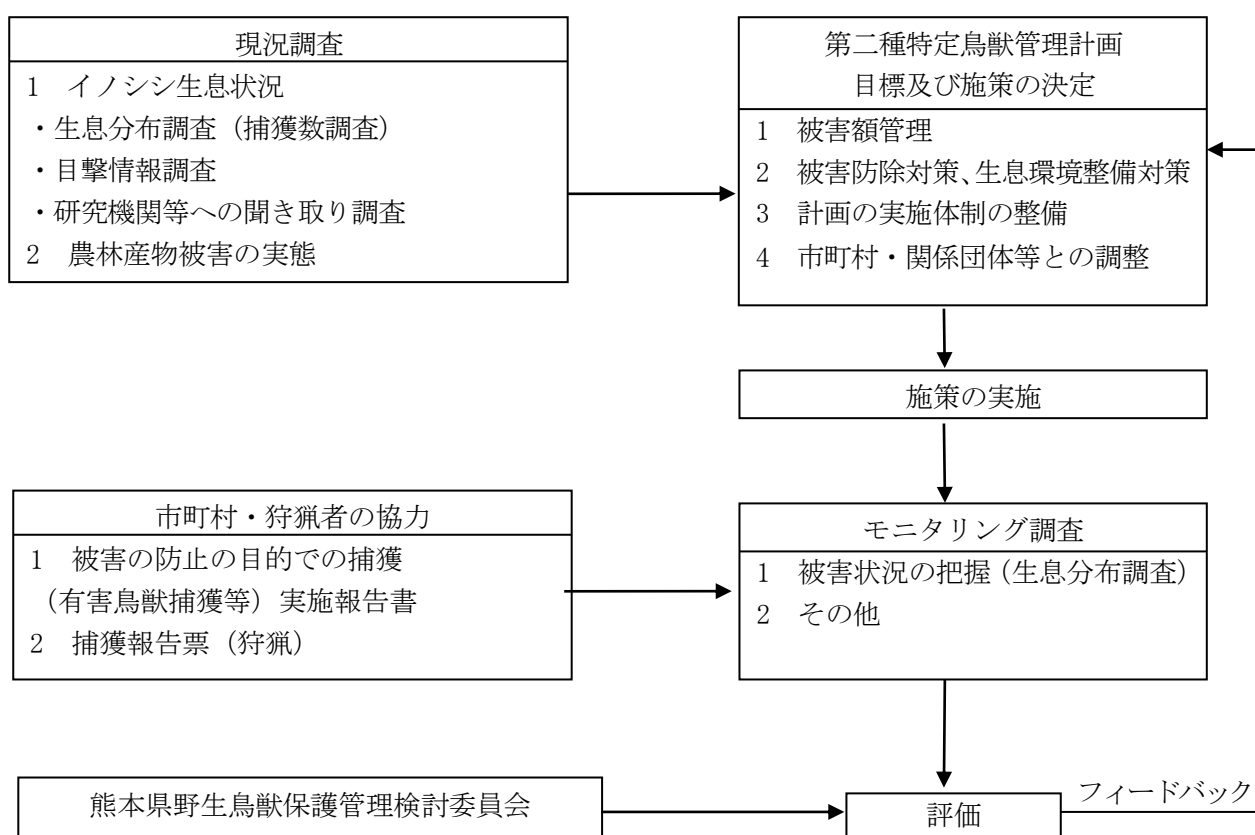 現況調査
1 イノシシ生息状況
・生息分布調査（捕獲数調査）
・目撃情報調査
・研究機関等への聞き取り調査
2 農林産物被害の実態
第二種特定鳥獣管理計画
目標及び施策の決定
1 被害額管理
2 被害防除対策、生息環境整備対策
3 計画の実施体制の整備
4 市町村・関係団体等との調整
施策の実施
市町村・狩猟者の協力
1 被害の防止の目的での捕獲
（有害鳥獣捕獲等）実施報告書
2 捕獲報告票（狩猟）
モニタリング調査
1 被害状況の把握（生息分布調査）
2 その他
熊本県野生鳥獣保護管理検討委員会
評価
フィードバック